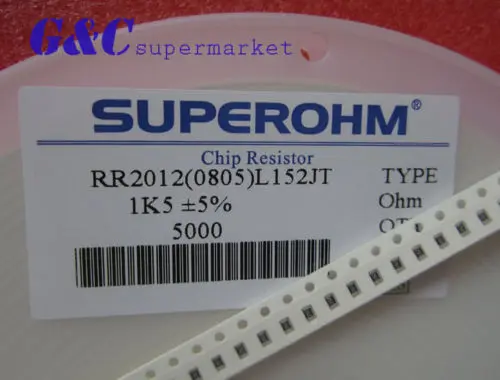 G&C supermarket
SUPEROHM®
Chip Resistor
RR2012(0805)L152JT TYPE
1K5 ±5% Ohm
5000